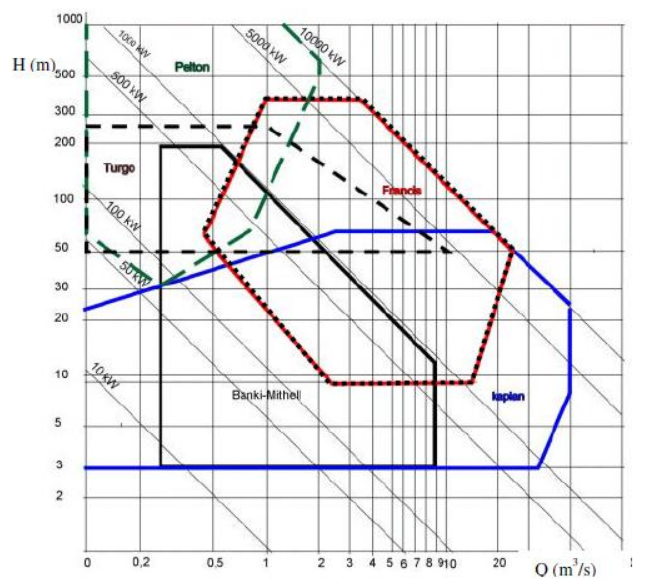 1000
H (m)
500
300
200
100
50
30
20
10
5
3
2
1000 kW
500 kW
100 kW
50 kW
10 kW
5000 kW
10000 kW
Pelton
Turgo
Francis
Banki-Mithell
kaplan
0 0,2 0,5 1 2 3 4 5 6 7 8 9 10 20
Q (m³/s)